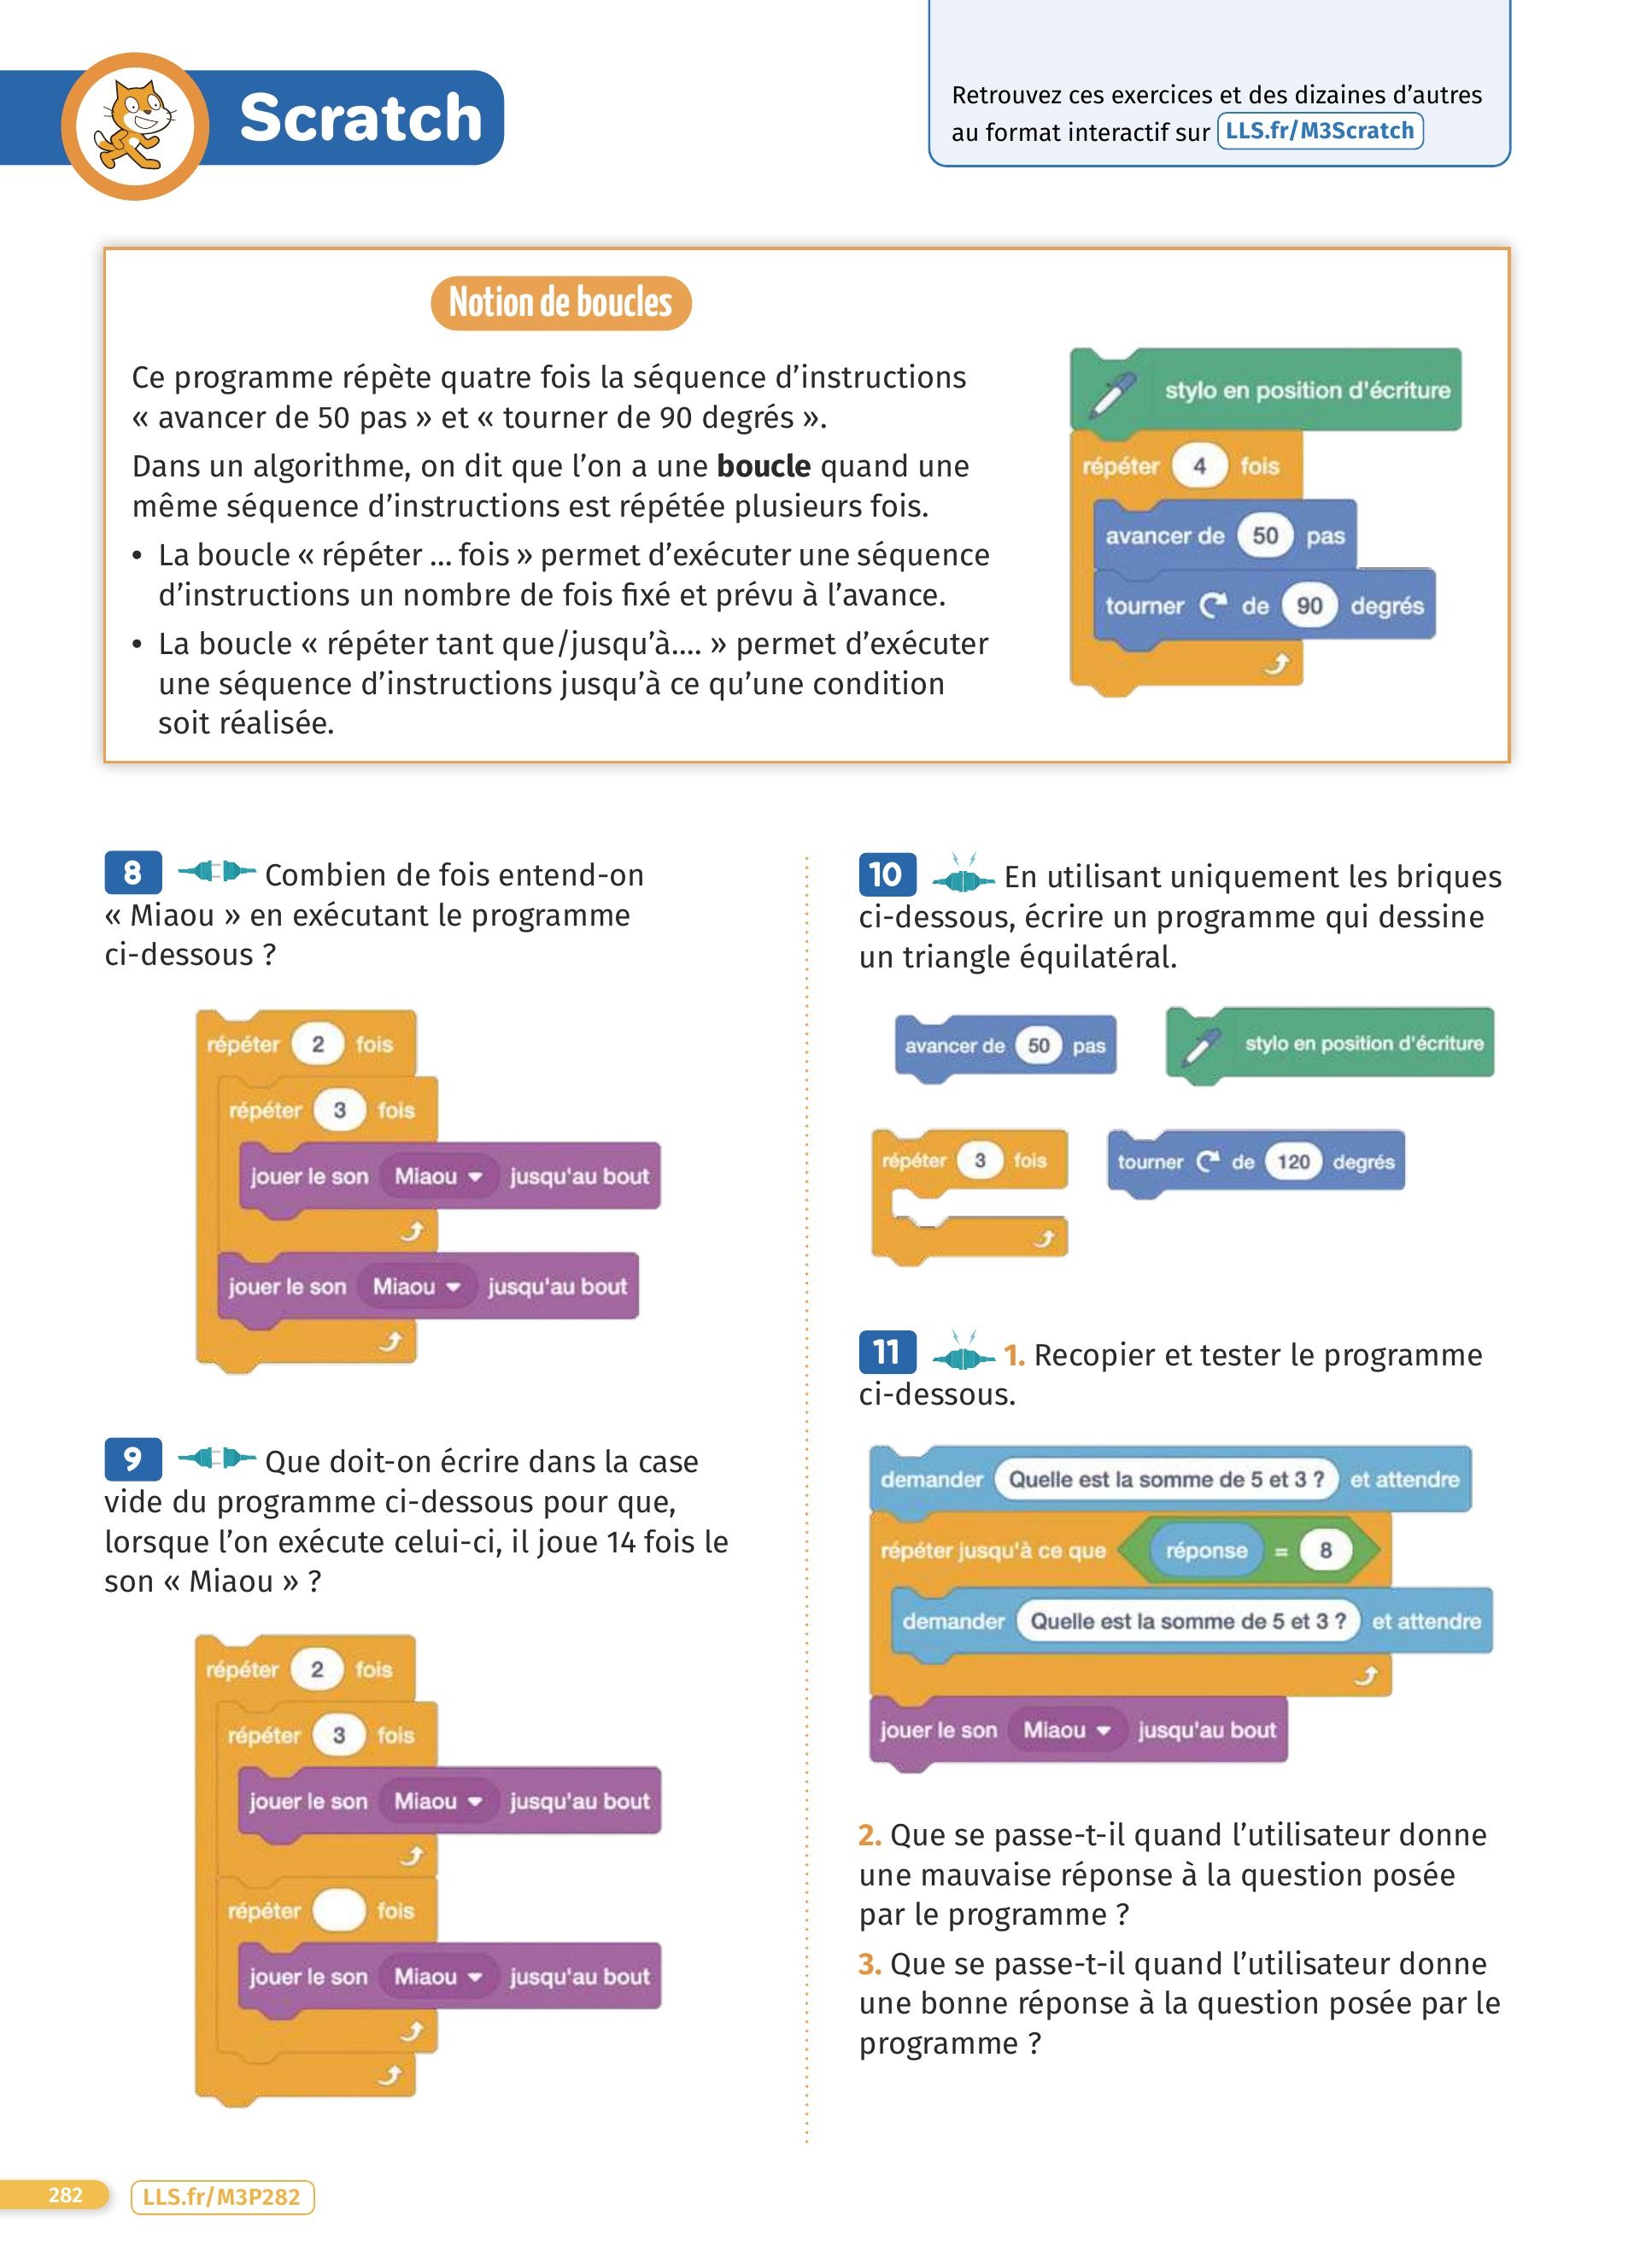 Scratch
Retrouvez ces exercices et des dizaines d'autres
au format interactif sur LLS.fr/M3Scratch
Notion de boucles
Ce programme répète quatre fois la séquence d'instructions
« avancer de 50 pas » et « tourner de 90 degrés ».
Dans un algorithme, on dit que l'on a une boucle quand une
même séquence d'instructions est répétée plusieurs fois.
• La boucle « répéter ... fois » permet d'exécuter une séquence
d'instructions un nombre de fois fixé et prévu à l'avance.
• La boucle « répéter tant que/jusqu'à.... » permet d'exécuter
une séquence d'instructions jusqu'à ce qu'une condition
soit réalisée.
stylo en position d'écriture
répéter 4 fois
avancer de 50 pas
tourner de 90 degrés
8 Combien de fois entend-on
« Miaou » en exécutant le programme
ci-dessous ?
répéter 2 fois
répéter 3 fois
jouer le son Miaou jusqu'au bout
jouer le son Miaou jusqu'au bout
9 Que doit-on écrire dans la case
vide du programme ci-dessous pour que,
lorsque l'on exécute celui-ci, il joue 14 fois le
son « Miaou » ?
répéter 2 fois
répéter 3 fois
jouer le son Miaou jusqu'au bout
répéter fois
jouer le son Miaou jusqu'au bout
10 En utilisant uniquement les briques
ci-dessous, écrire un programme qui dessine
un triangle équilatéral.
avancer de 50 pas
stylo en position d'écriture
répéter 3 fois
tourner de 120 degrés
11 1. Recopier et tester le programme
ci-dessous.
demander Quelle est la somme de 5 et 3 ? et attendre
répéter jusqu'à ce que réponse = 8
demander Quelle est la somme de 5 et 3 ? et attendre
jouer le son Miaou jusqu'au bout
2. Que se passe-t-il quand l'utilisateur donne
une mauvaise réponse à la question posée
par le programme ?
3. Que se passe-t-il quand l'utilisateur donne
une bonne réponse à la question posée par le
programme ?
282
LLS.fr/M3P282